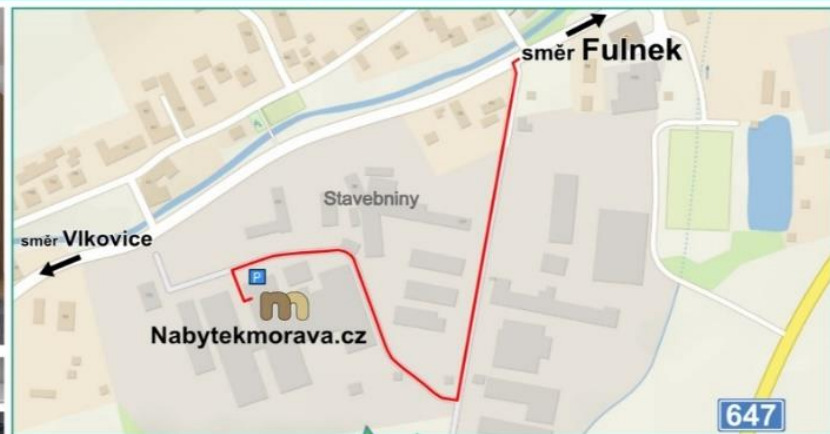 směr Fulnek
Stavebniny
směr Vlkovice
P
Nabytekmorava.cz
647